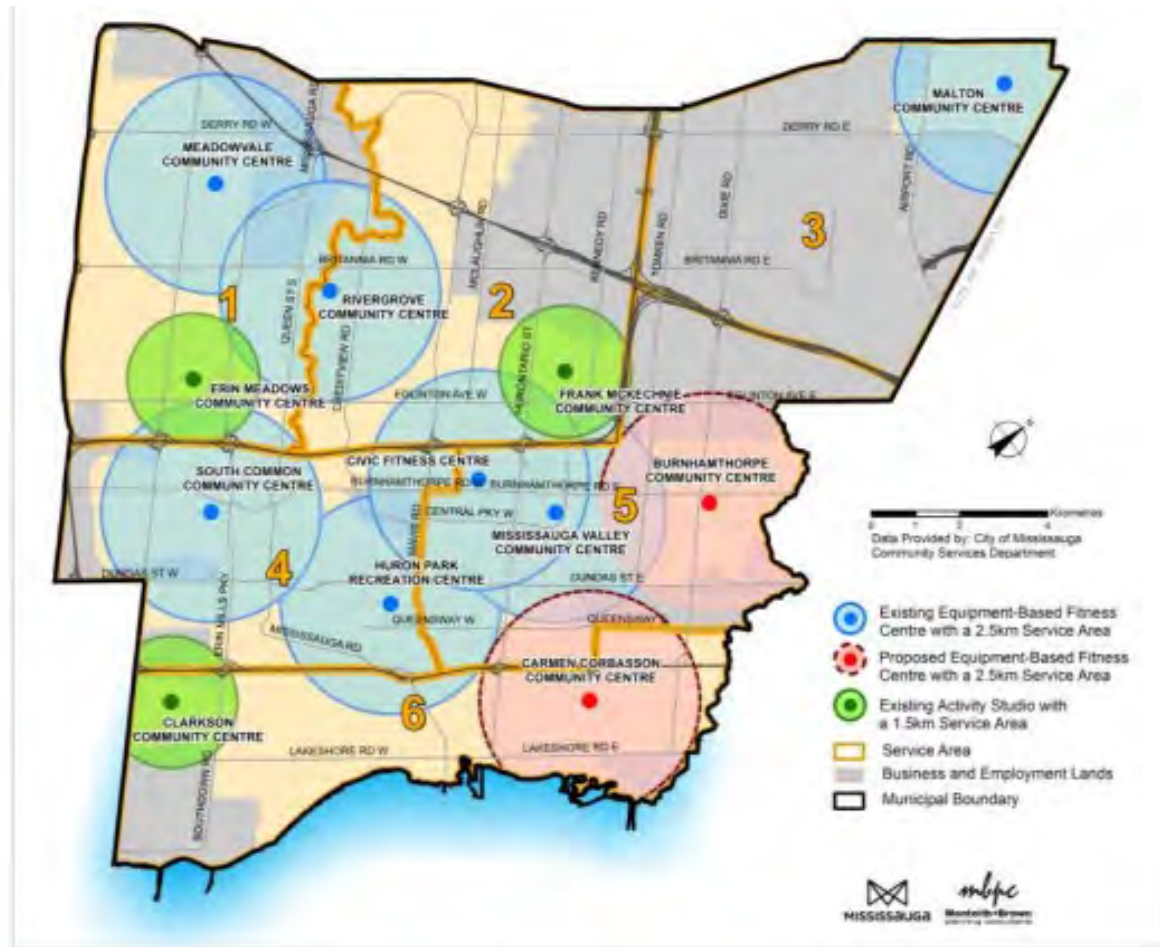 MALTON
COMMUNITY CENTRE
DERRY RD W
DERRY RD E
MEADOWVALE
COMMUNITY CENTRE
MISSISSAUGA RD
AIRPORT RD
DIXIE RD
MCLAUGHLIN RD
KENNEDY RD
TOMKEN RD
3
BRITANNIA RD W
BRITANNIA RD E
1
2
QUEEN ST S
RIVERGROVE
COMMUNITY CENTRE
CREDITVIEW RD
HURONTARIO ST
ERIN MEADOWS
COMMUNITY CENTRE
EGLINTON AVE W
FRANK MCKECHNIE
COMMUNITY CENTRE
EGLINTON AVE E
SOUTH COMMON
COMMUNITY CENTRE
CIVIC FITNESS CENTRE
BURNHAMTHORPE RD W
BURNHAMTHORPE RD E
BURNHAMTHORPE
COMMUNITY CENTRE
CENTRAL PKY W
MAVIS RD
5
MISSISSAUGA VALLEY
COMMUNITY CENTRE
DUNDAS ST W
4
HURON PARK
RECREATION CENTRE
DUNDAS ST E
ERIN MILLS PKY
QUEENSWAY W
QUEENSWAY
MISSISSAUGA RD
CARMEN CORBASSON
COMMUNITY CENTRE
6
CLARKSON
COMMUNITY CENTRE
LAKESHORE RD W
LAKESHORE RD E
SOUTHDOWN RD
N
0 1 2 4
Kilometres
Data Provided by: City of Mississauga
Community Services Department
Existing Equipment-Based Fitness
Centre with a 2.5km Service Area
Proposed Equipment-Based Fitness
Centre with a 2.5km Service Area
Existing Activity Studio with
a 1.5km Service Area
Service Area
Business and Employment Lands
Municipal Boundary
MISSISSAUGA
mbpc
Monteith+Brown
planning consultants